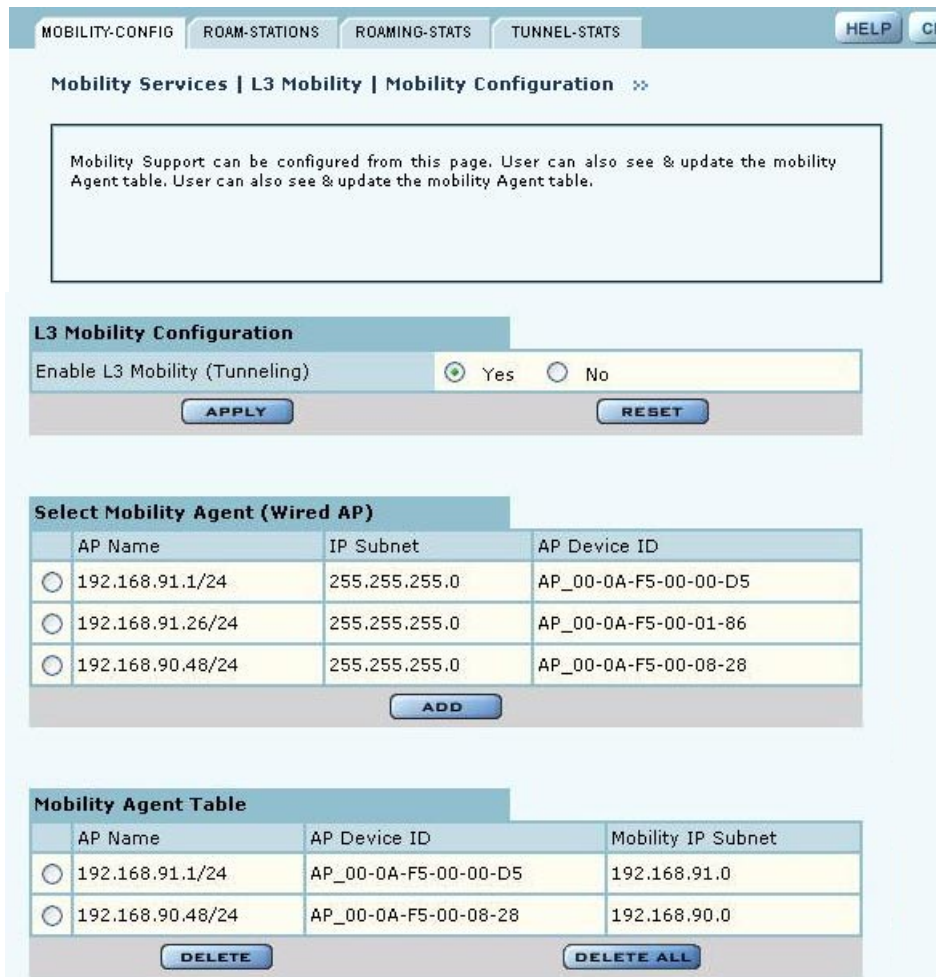 MOBILITY-CONFIG ROAM-STATIONS ROAMING-STATS TUNNEL-STATS HELP
Mobility Services | L3 Mobility | Mobility Configuration >>
Mobility Support can be configured from this page. User can also see & update the mobility
Agent table. User can also see & update the mobility Agent table.
L3 Mobility Configuration
Enable L3 Mobility (Tunneling) Yes No
APPLY RESET
Select Mobility Agent (Wired AP)
AP Name IP Subnet AP Device ID
192.168.91.1/24 255.255.255.0 AP_00-0A-F5-00-00-D5
192.168.91.26/24 255.255.255.0 AP_00-0A-F5-00-01-86
192.168.90.48/24 255.255.255.0 AP_00-0A-F5-00-08-28
ADD
Mobility Agent Table
AP Name AP Device ID Mobility IP Subnet
192.168.91.1/24 AP_00-0A-F5-00-00-D5 192.168.91.0
192.168.90.48/24 AP_00-0A-F5-00-08-28 192.168.90.0
DELETE DELETE ALL